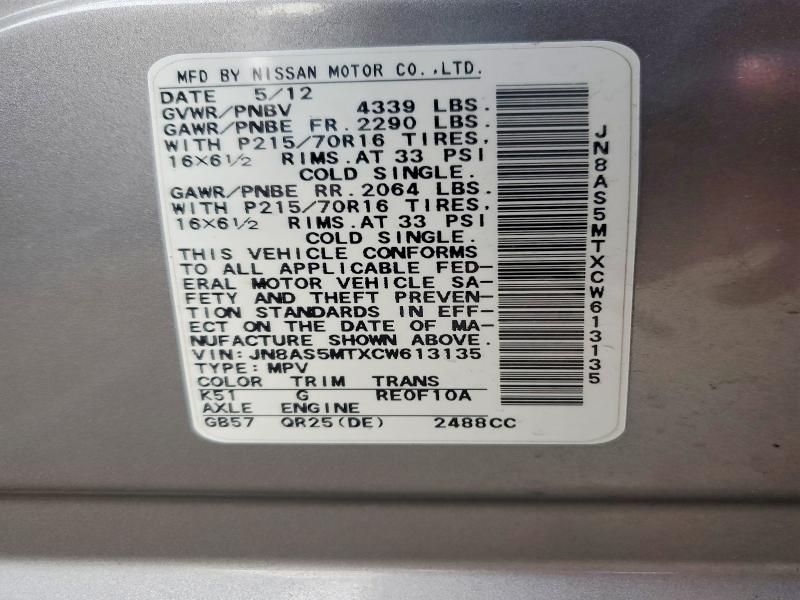 MFD BY NISSAN MOTOR CO.,LTD.
DATE 5/12
GVWR/PNBV 4339 LBS.
GAWR/PNBE FR.2290 LBS.
WITH P215/70R16 TIRES,
16×6½ RIMS.AT 33 PSI
COLD SINGLE.
GAWR/PNBE RR.2064 LBS.
WITH P215/70R16 TIRES,
16×6½ RIMS.AT 33 PSI
COLD SINGLE.
THIS VEHICLE CONFORMS
TO ALL APPLICABLE FED-
ERAL MOTOR VEHICLE SA-
FETY AND THEFT PREVEN-
TION STANDARDS IN EFF-
ECT ON THE DATE OF MA-
NUFACTURE SHOWN ABOVE.
VIN:JN8AS5MTXCW613135
TYPE:MPV
COLOR TRIM TRANS
K51 G RE0F10A
AXLE ENGINE
GB57 QR25(DE) 2488CC
JN8AS5MTXCW613135